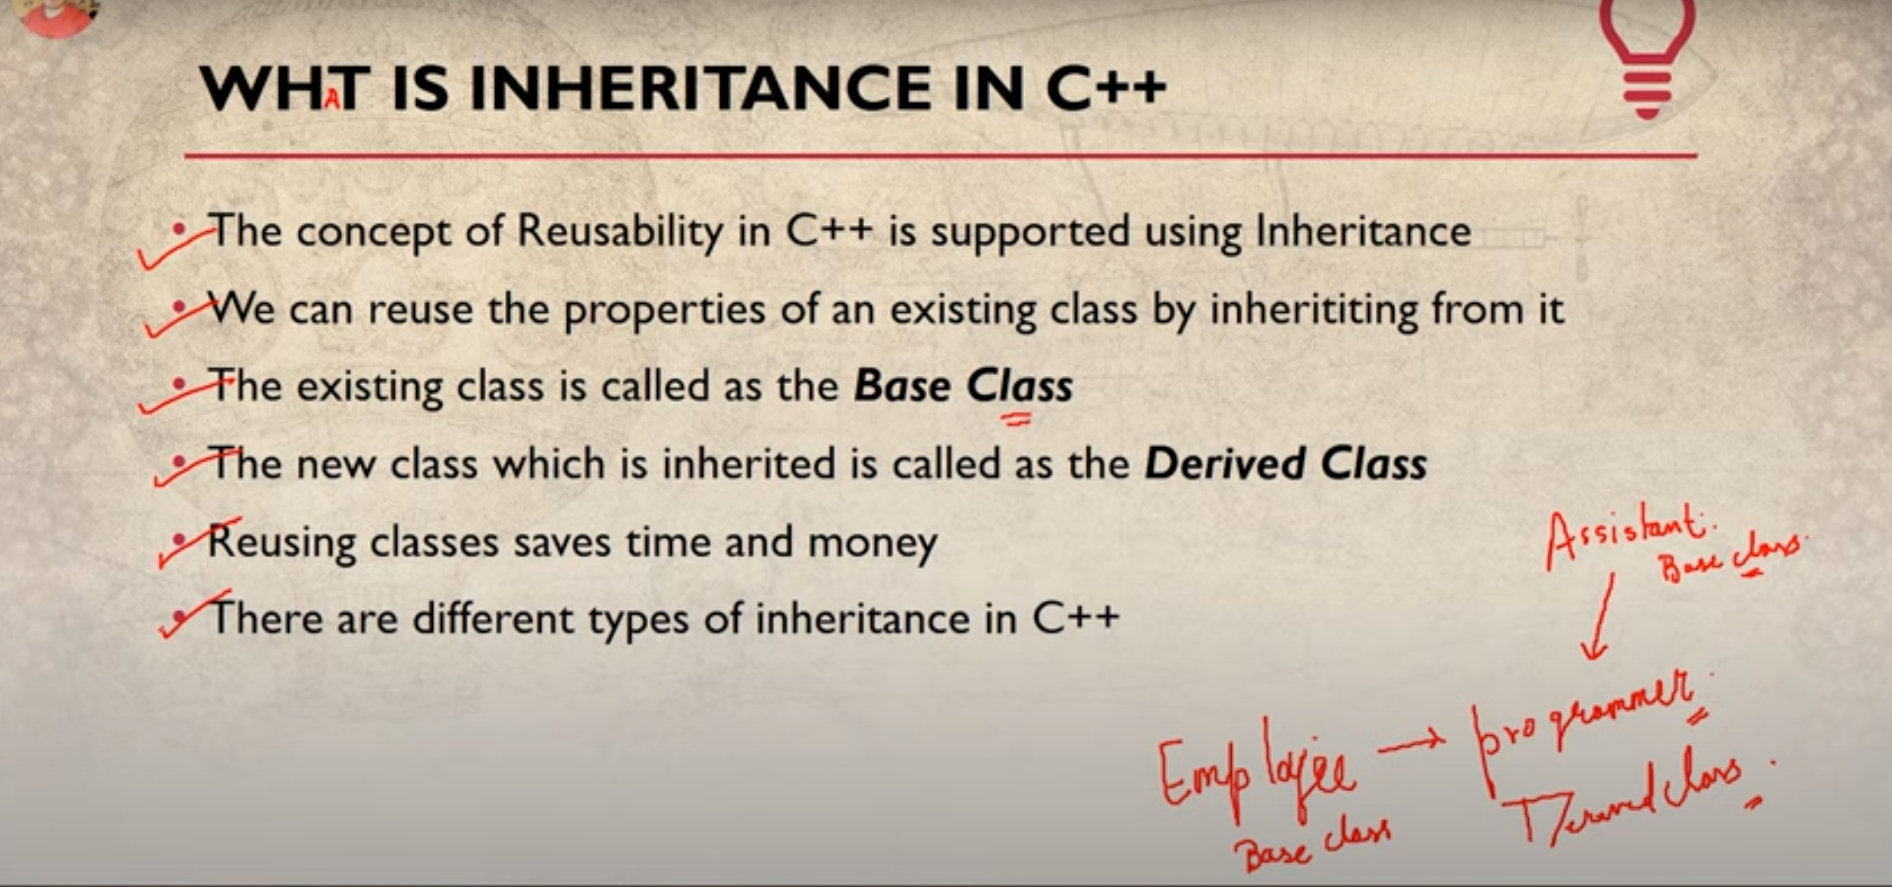 WHAT IS INHERITANCE IN C++
• The concept of Reusability in C++ is supported using Inheritance
• We can reuse the properties of an existing class by inherititing from it
• The existing class is called as the Base Class
• The new class which is inherited is called as the Derived Class
• Reusing classes saves time and money
• There are different types of inheritance in C++
Assistant.
Base class.
Employee → programmer.
Base class
Derived class.